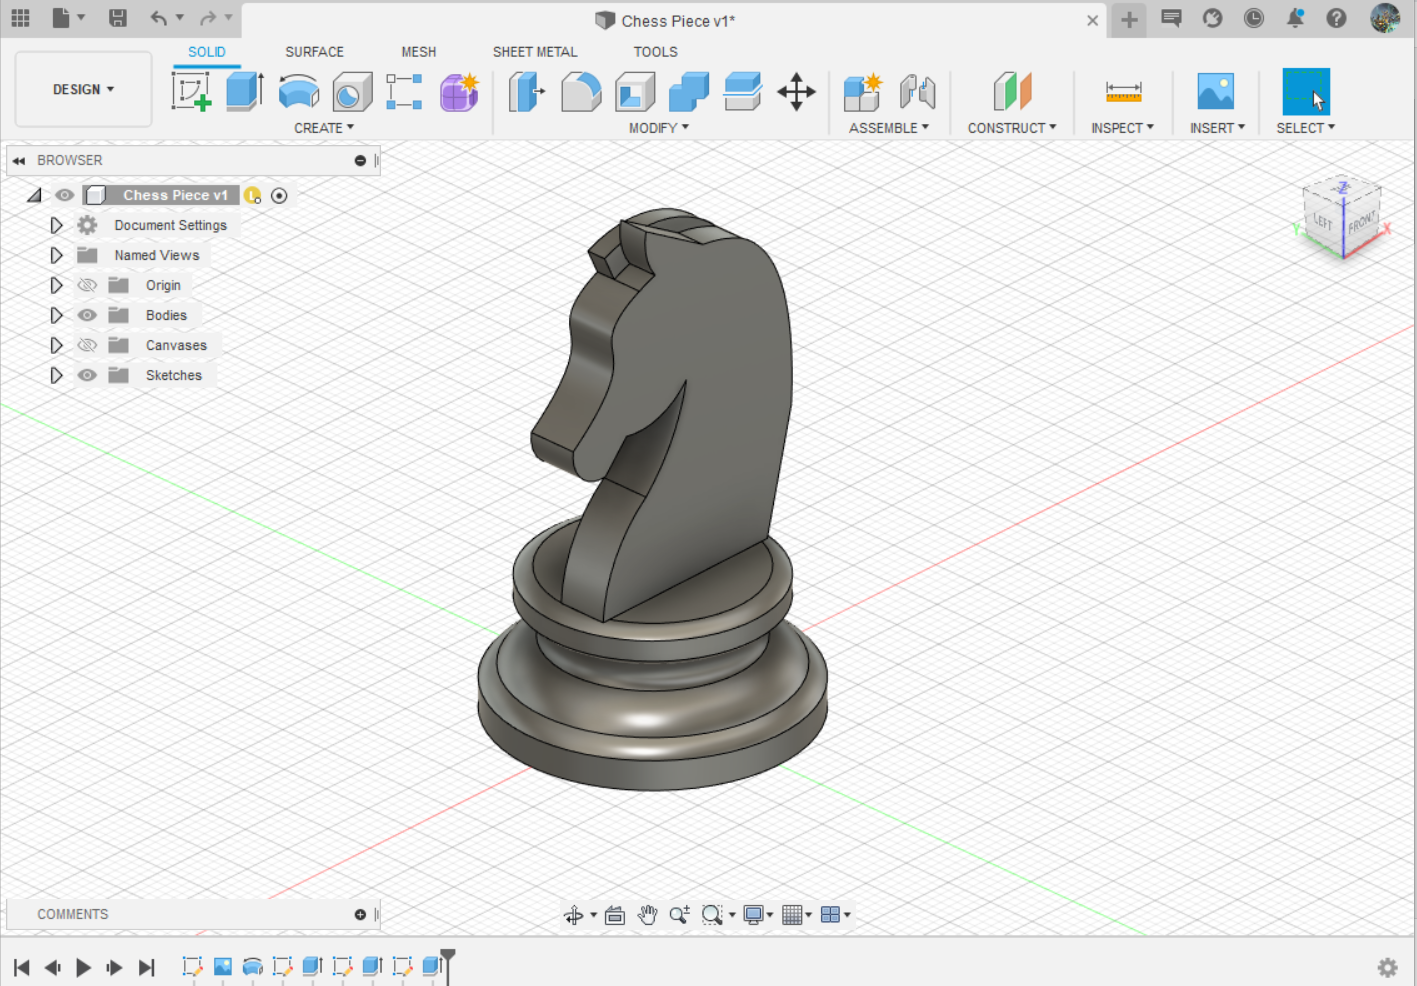 Chess Piece v1*
SOLID SURFACE MESH SHEET METAL TOOLS
DESIGN
CREATE MODIFY ASSEMBLE CONSTRUCT INSPECT INSERT SELECT
BROWSER
Chess Piece v1
Document Settings
Named Views
Origin
Bodies
Canvases
Sketches
Z
LEFT FRONT
Y X
COMMENTS